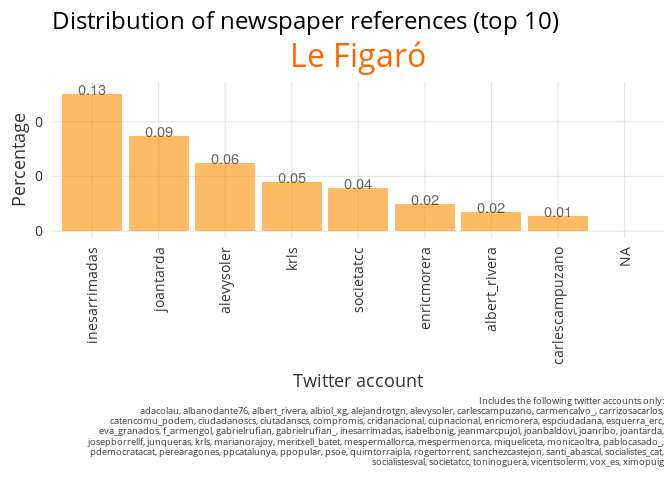 Distribution of newspaper references (top 10)
Le Figaró
Percentage
0
0
0
0.13
0.09
0.06
0.05
0.04
0.02
0.02
0.01
inesarrimadas
joantarda
alevysoler
krls
societatcc
enricmorera
albert_rivera
carlescampuzano
NA
Twitter account
Includes the following twitter accounts only:
adacolau, albanodante76, albert_rivera, albiol_xg, alejandrotgn, alevysoler, carlescampuzano, carmencalvo_, carrizosacarlos,
catencomu_podem, ciudadanoscs, ciutadanscs, compromis, cridanacional, cupnacional, enricmorera, espciudadana, esquerra_erc,
eva_granados, f_armengol, gabrielrufian, gabrielrufian_, inesarrimadas, isabelbonig, jeanmarcpujol, joanbaldovi, joanribo, joantarda,
josepborrellf, junqueras, krls, marianorajoy, meritxell_batet, mespermallorca, mespermenorca, miqueliceta, monicaoltra, pablocasado_,
pdemocratacat, perearagones, ppcatalunya, ppopular, psoe, quimtorraipla, rogertorrent, sanchezcastejon, santi_abascal, socialistes_cat,
socialistesval, societatcc, toninoguera, vicentsolerm, vox_es, ximopuig